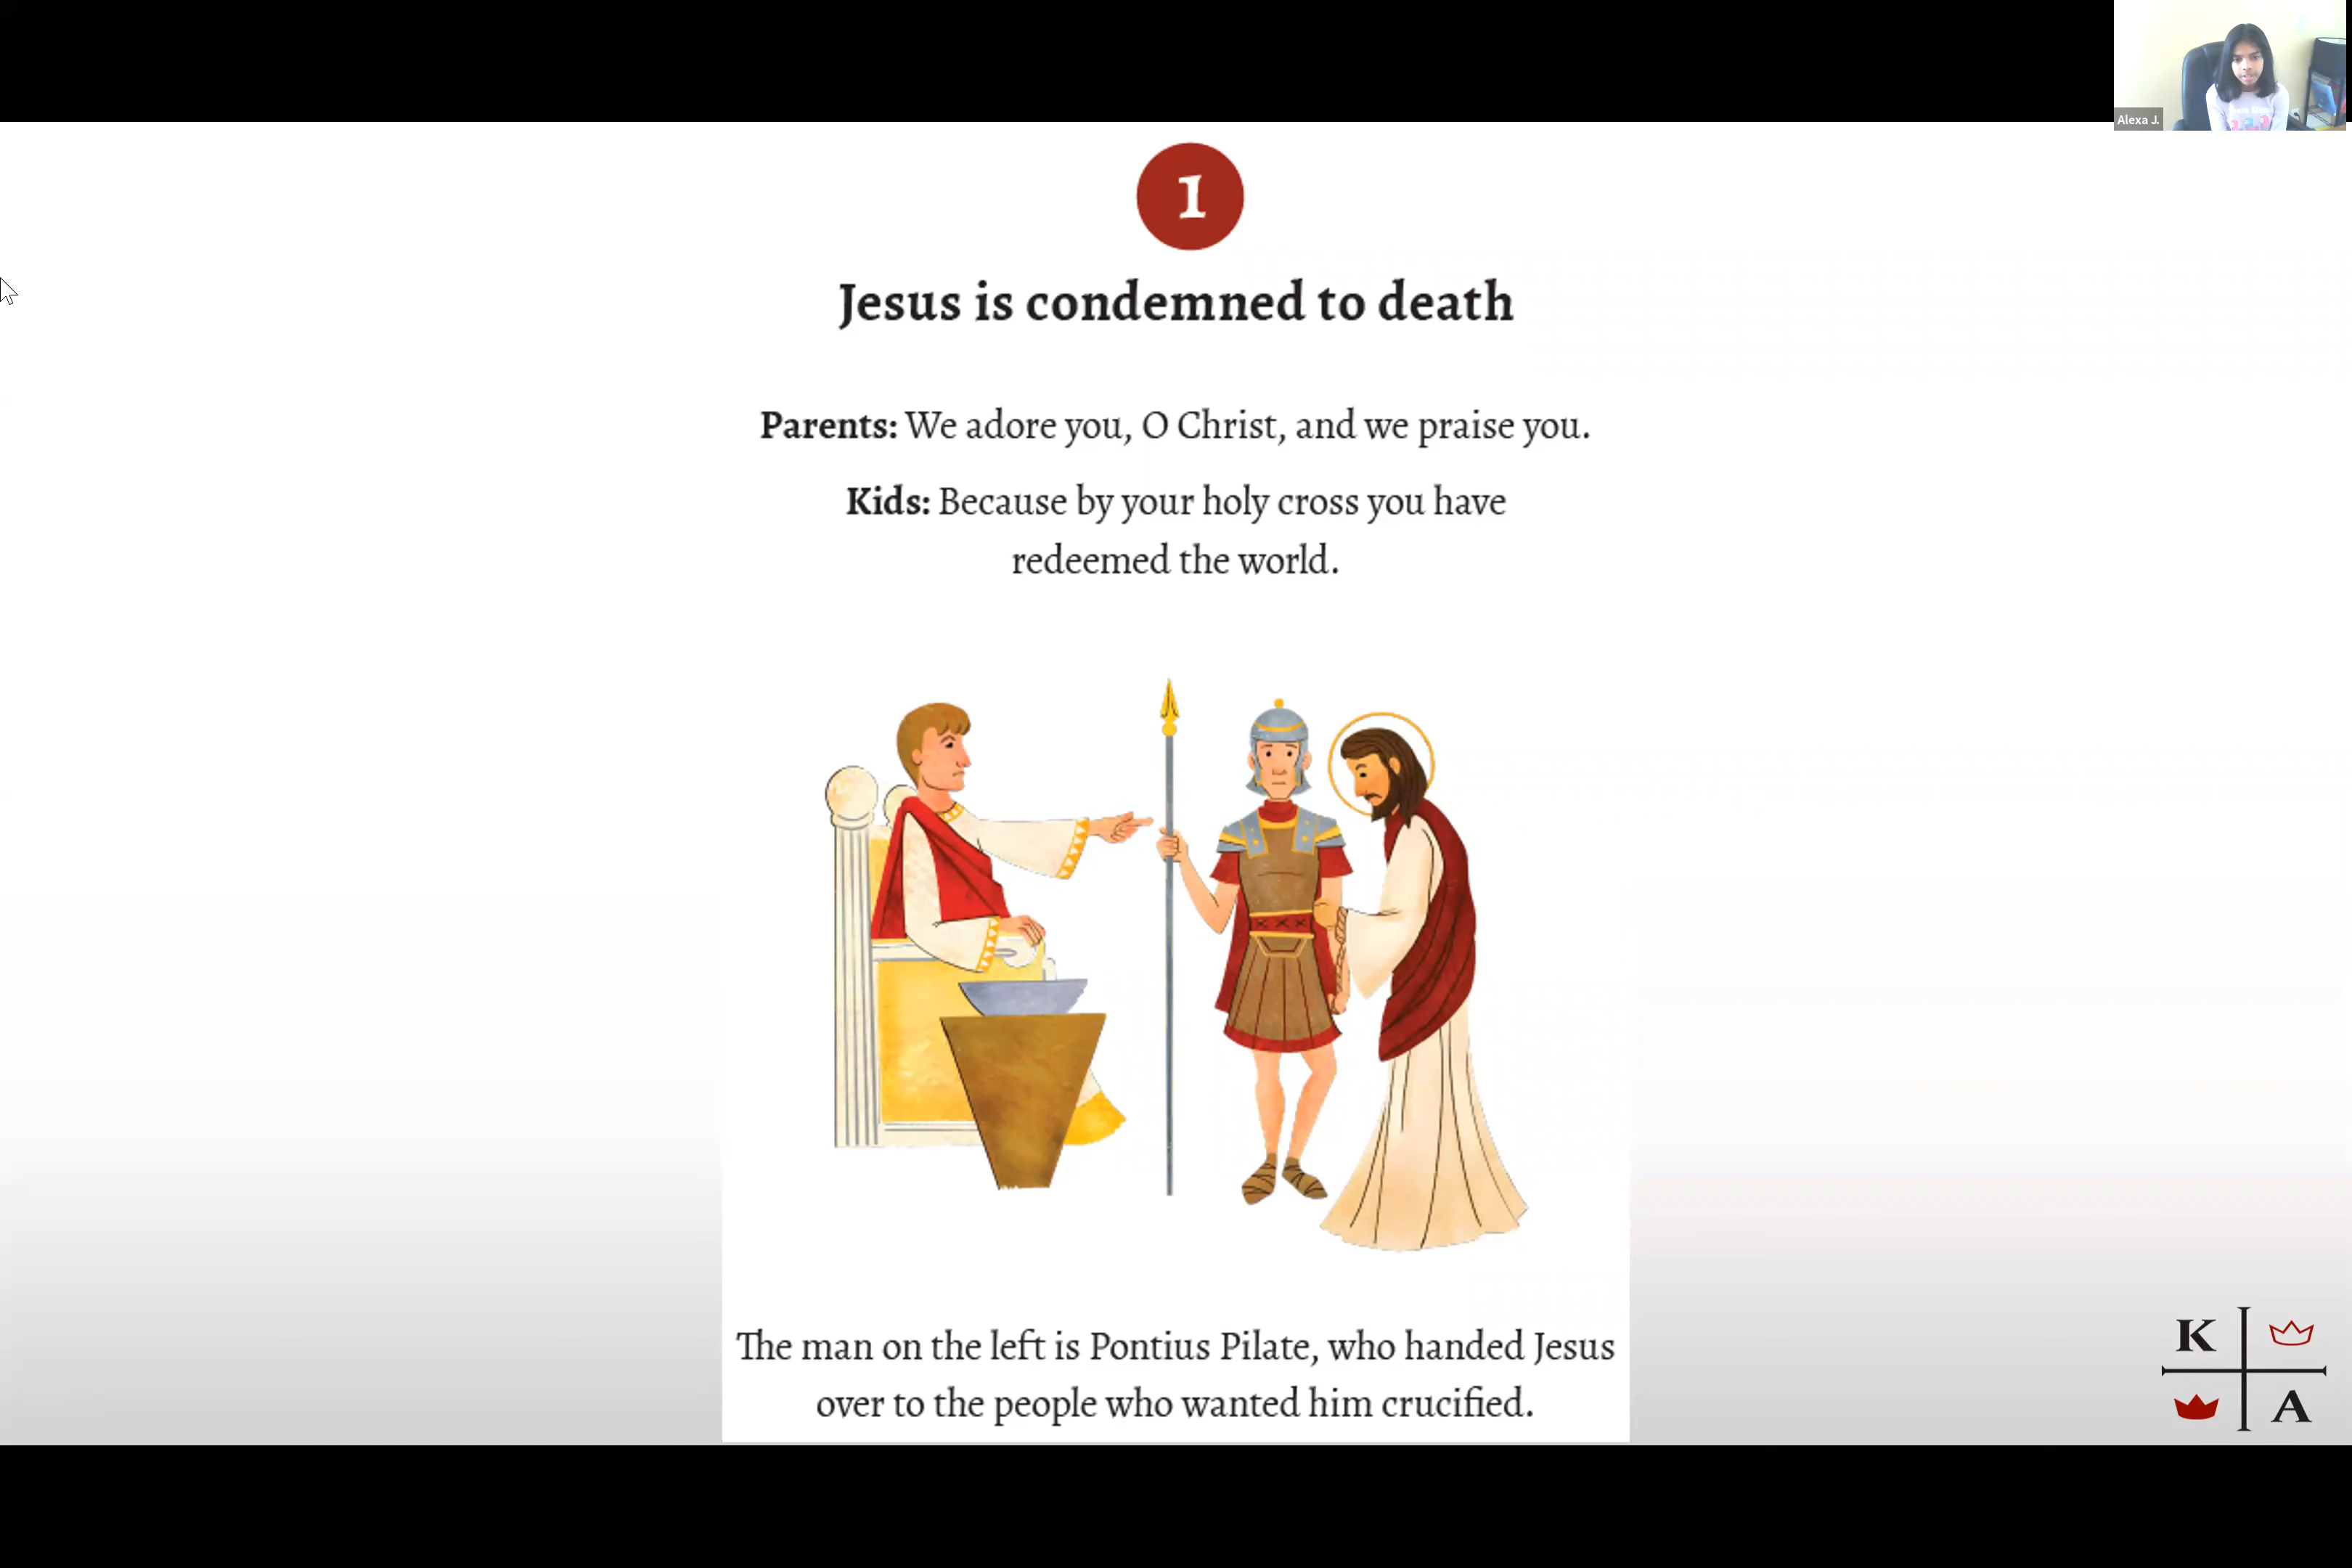 Alexa J.
1
Jesus is condemned to death
Parents: We adore you, O Christ, and we praise you.
Kids: Because by your holy cross you have
redeemed the world.
The man on the left is Pontius Pilate, who handed Jesus
over to the people who wanted him crucified.
K
A